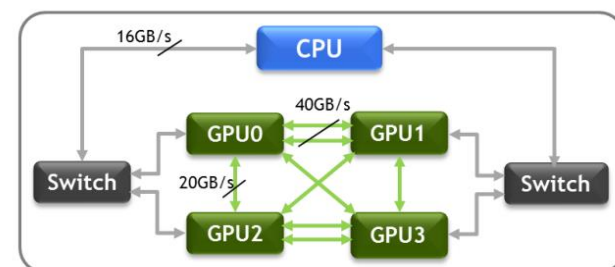 16GB/s
CPU
40GB/s
GPU0
GPU1
Switch
20GB/s
Switch
GPU2
GPU3